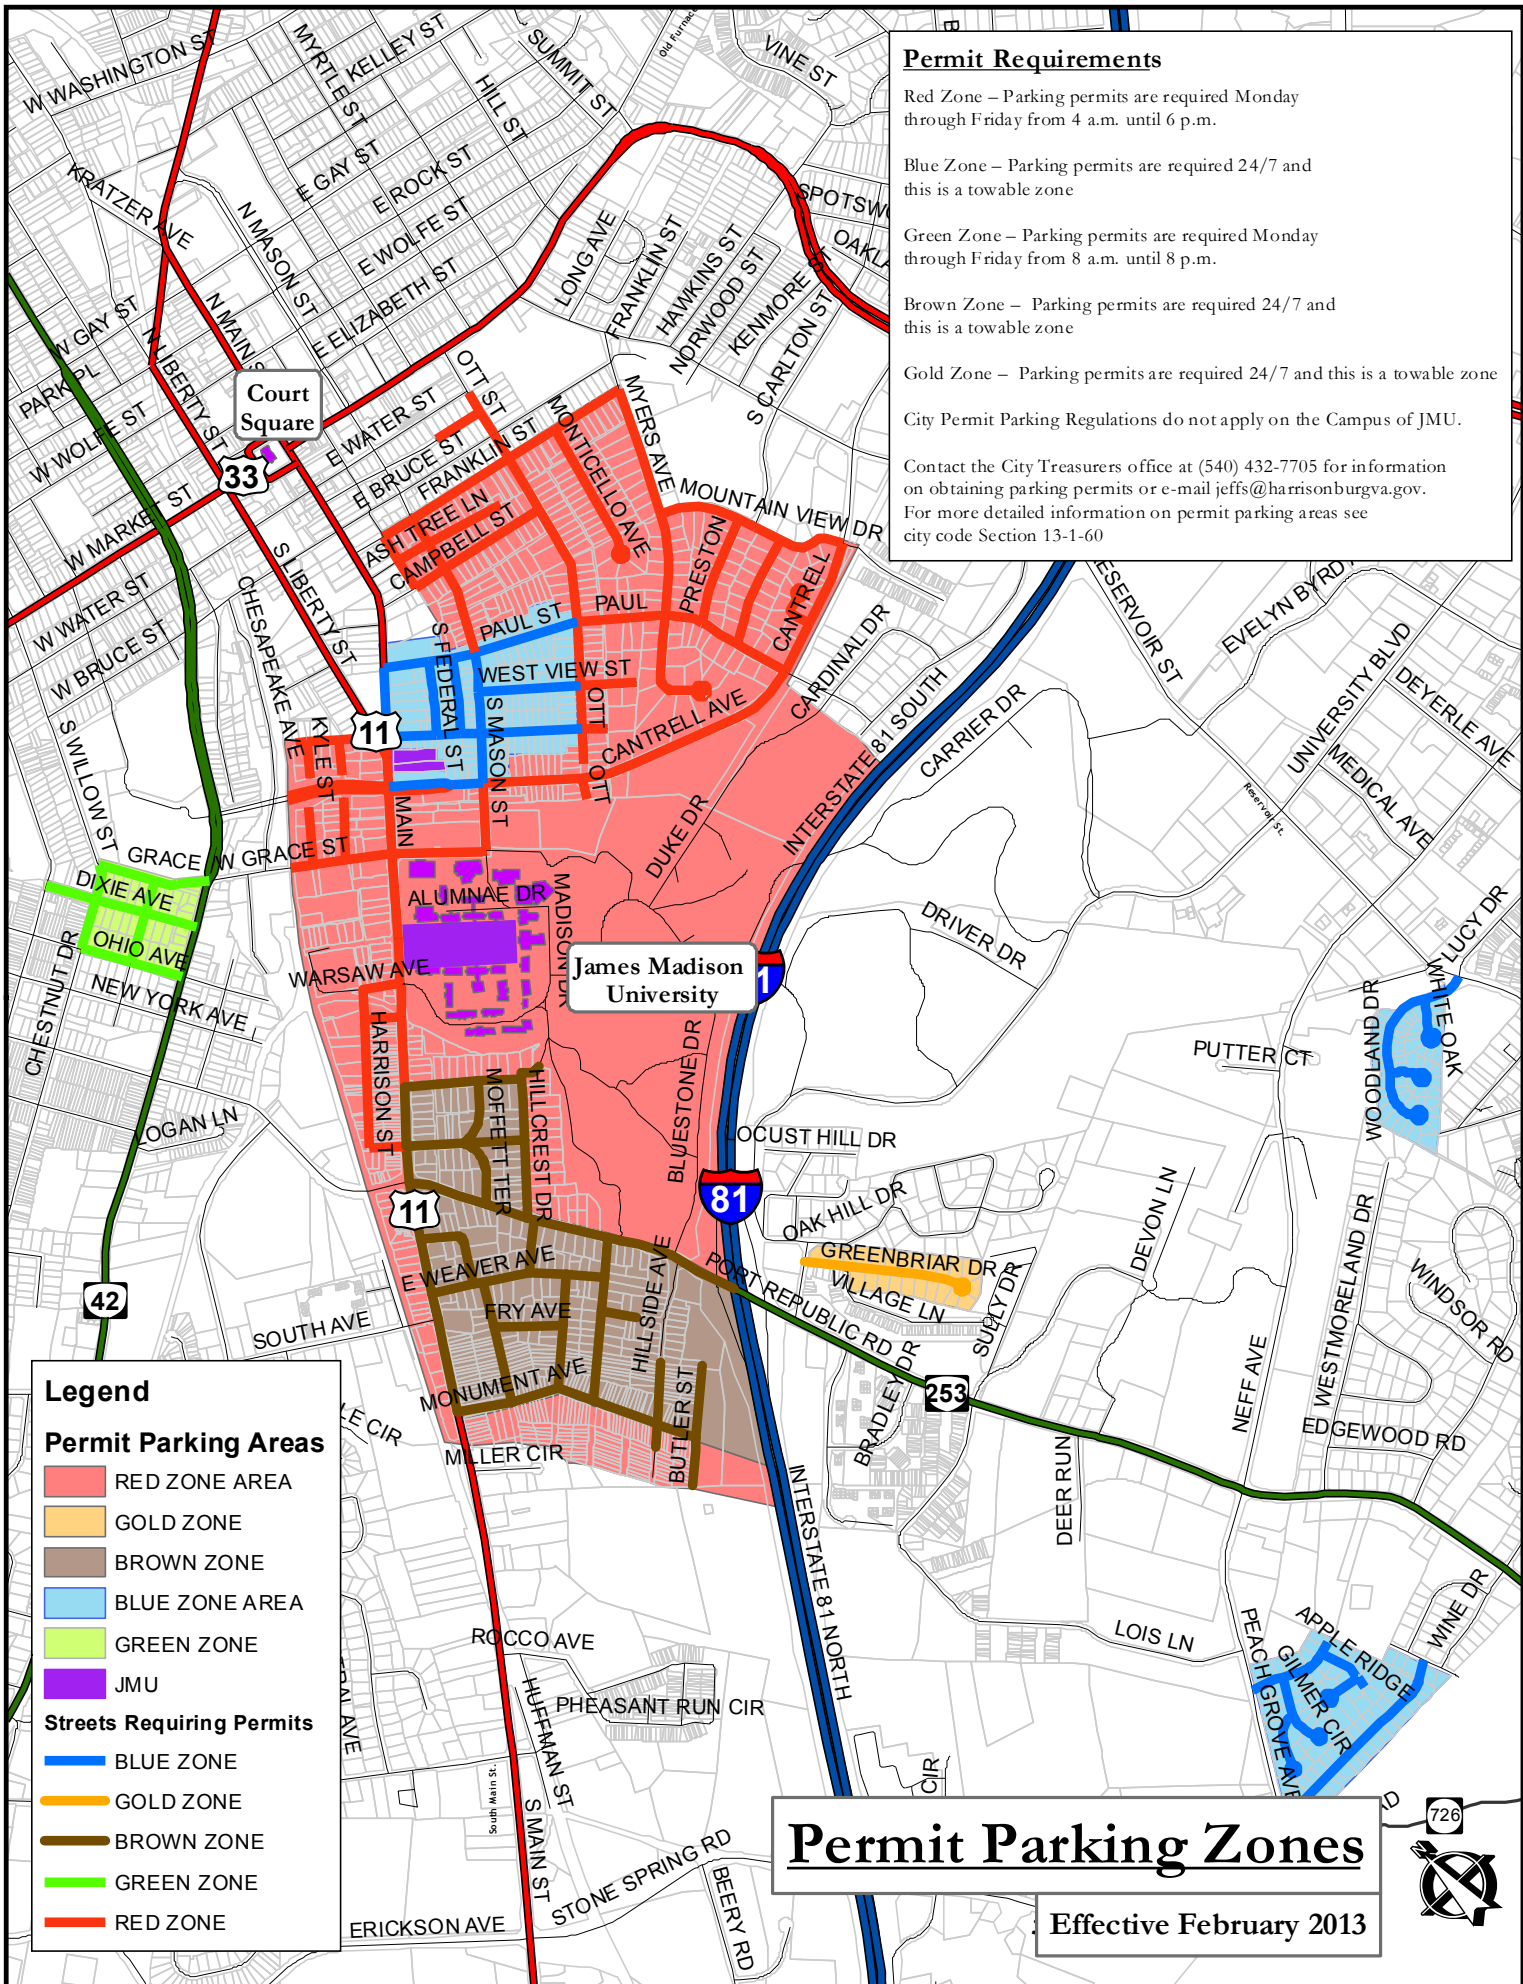 Permit Requirements
Red Zone – Parking permits are required Monday
through Friday from 4 a.m. until 6 p.m.
Blue Zone – Parking permits are required 24/7 and
this is a towable zone
Green Zone – Parking permits are required Monday
through Friday from 8 a.m. until 8 p.m.
Brown Zone – Parking permits are required 24/7 and
this is a towable zone
Gold Zone – Parking permits are required 24/7 and this is a towable zone
City Permit Parking Regulations do not apply on the Campus of JMU.
Contact the City Treasurers office at (540) 432-7705 for information
on obtaining parking permits or e-mail jeffs@harrisonburgva.gov.
For more detailed information on permit parking areas see
city code Section 13-1-60
W WASHINGTON ST
MYRTLE ST
KELLEY ST
HILL ST
SUMMIT ST
Old Furnace
VINE ST
E GAY ST
E ROCK ST
KRATZER AVE
N MASON ST
E WOLFE ST
E ELIZABETH ST
LONG AVE
FRANKLIN ST
HAWKINS ST
NORWOOD ST
KENMORE ST
S CARLTON ST
W GAY ST
PARK PL
N LIBERTY ST
N MAIN S
W WOLFE ST
Court
Square
33
W MARKET ST
E WATER ST
E BRUCE ST
OTT ST
FRANKLIN ST
MONTICELLO AVE
MYERS AVE
MOUNTAIN VIEW DR
ASH TREE LN
CAMPBELL ST
S LIBERTY ST
W WATER ST
W BRUCE ST
CHESAPEAKE AVE
PAUL ST
PAUL
PRESTON
CANTRELL
CARDINAL DR
S FEDERAL ST
WEST VIEW ST
S MASON ST
OTT
CANTRELL AVE
OTT
RESERVOIR ST
EVELYN BYRD
UNIVERSITY BLVD
DEYERLE AVE
MEDICAL AVE
Reservoir St.
CARRIER DR
INTERSTATE 81 SOUTH
S WILLOW ST
KYLE ST
11
MAIN
DUKE DR
GRACE
W GRACE ST
DIXIE AVE
OHIO AVE
NEW YORK AVE
CHESTNUT DR
ALUMNAE DR
MADISON DR
WARSAW AVE
James Madison
University
DRIVER DR
LUCY DR
WHITE OAK
WOODLAND DR
PUTTER CT
HARRISON ST
LOGAN LN
MOFFETT TER
HILLCREST DR
BLUESTONE DR
LOCUST HILL DR
81
11
OAK HILL DR
GREENBRIAR DR
VILLAGE LN
SULLY DR
DEVON LN
WESTMORELAND DR
WINDSOR RD
42
E WEAVER AVE
FRY AVE
SOUTH AVE
HILLSIDE AVE
PORT REPUBLIC RD
BRADLEY DR
253
NEFF AVE
EDGEWOOD RD
MONUMENT AVE
BUTLER ST
MILLER CIR
DEER RUN
INTERSTATE 81 NORTH
ROCCO AVE
PHEASANT RUN CIR
HUFFMAN ST
LOIS LN
PEACH GROVE AVE
APPLE RIDGE
GILMER CIR
WINE DR
CIR
South Main St.
S MAIN ST
STONE SPRING RD
BEERY RD
ERICKSON AVE
726
Legend
Permit Parking Areas
RED ZONE AREA
GOLD ZONE
BROWN ZONE
BLUE ZONE AREA
GREEN ZONE
JMU
Streets Requiring Permits
BLUE ZONE
GOLD ZONE
BROWN ZONE
GREEN ZONE
RED ZONE
Permit Parking Zones
Effective February 2013